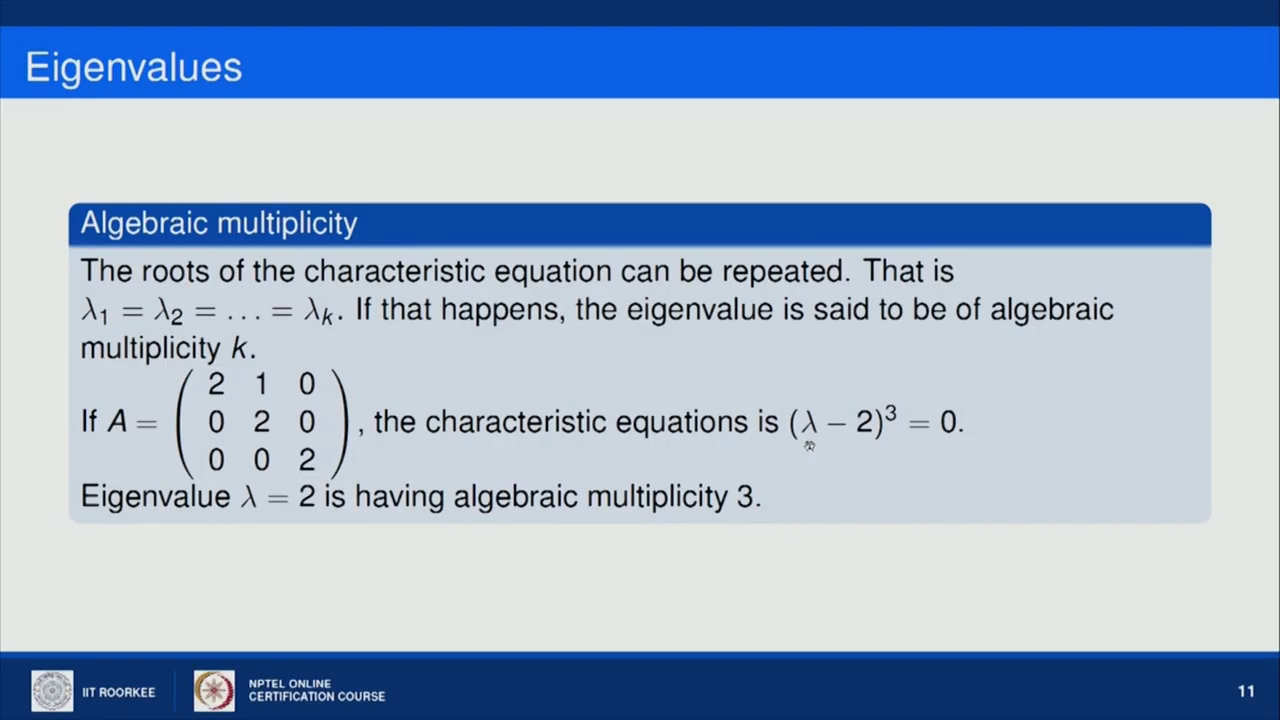 Eigenvalues
Algebraic multiplicity
The roots of the characteristic equation can be repeated. That is
λ₁ = λ₂ = … = λₖ. If that happens, the eigenvalue is said to be of algebraic
multiplicity k.
2 1 0
If A = ( 0 2 0 ), the characteristic equations is (λ − 2)³ = 0.
0 0 2
Eigenvalue λ = 2 is having algebraic multiplicity 3.
IIT ROORKEE
NPTEL ONLINE
CERTIFICATION COURSE
11